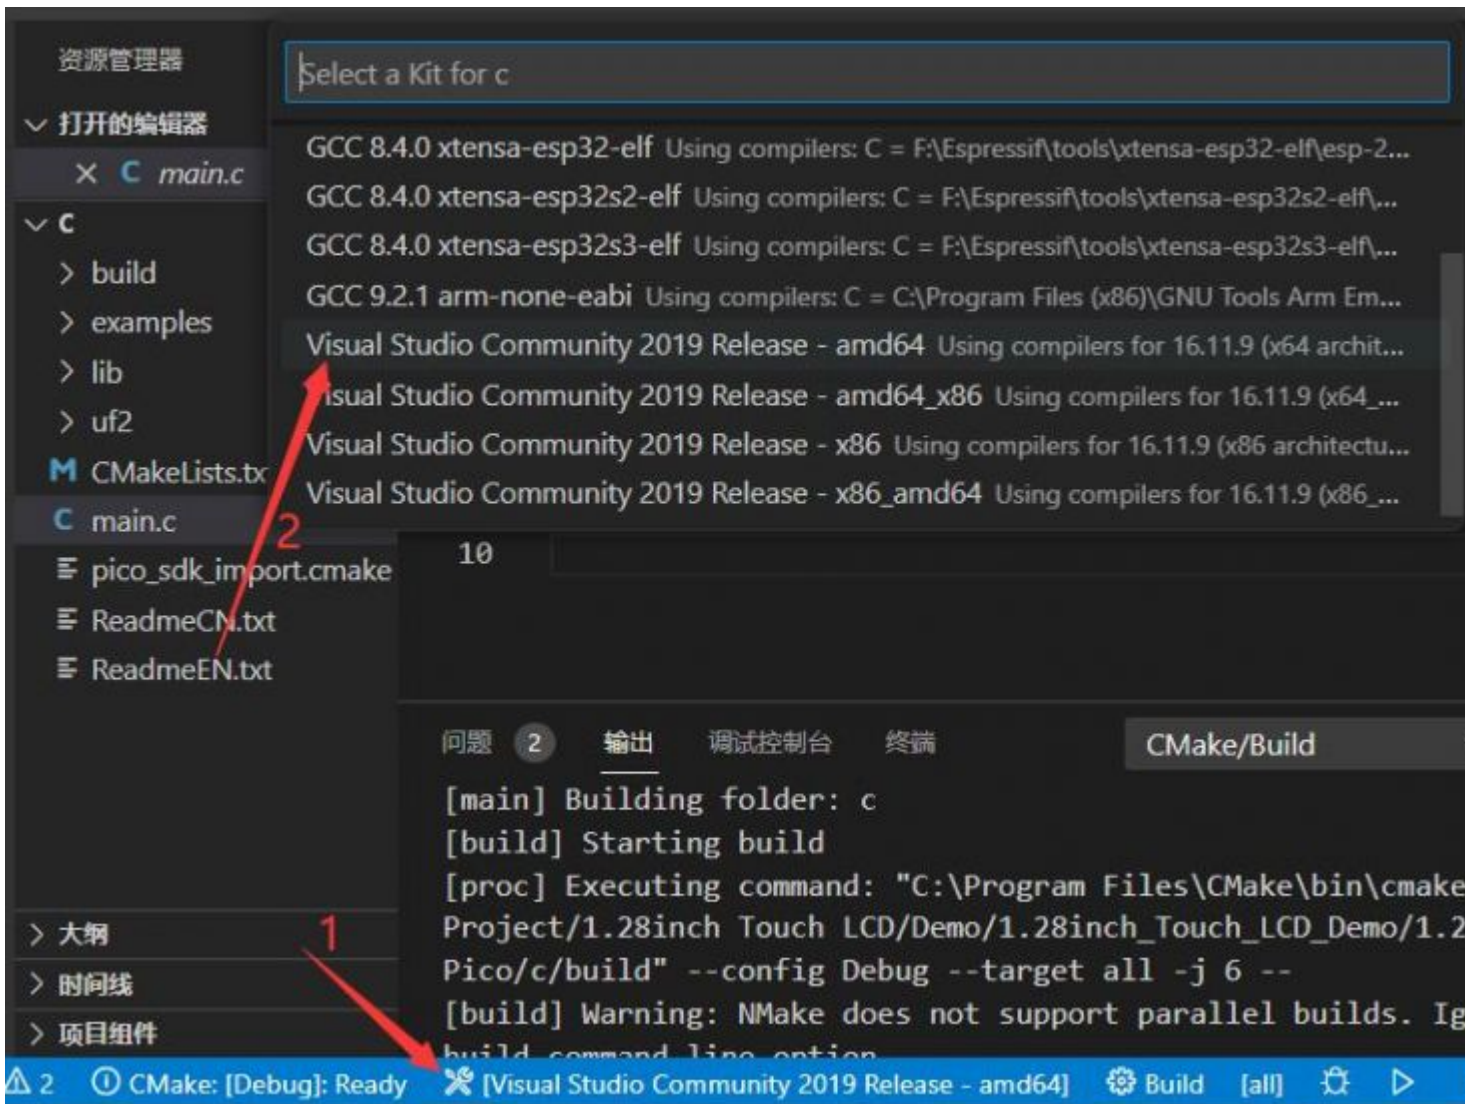 资源管理器
Select a Kit for c
打开的编辑器
C main.c
C
build
examples
lib
uf2
M CMakeLists.tx
C main.c
pico_sdk_import.cmake
ReadmeCN.txt
ReadmeEN.txt
GCC 8.4.0 xtensa-esp32-elf Using compilers: C = F:\Espressif\tools\xtensa-esp32-elf\esp-2...
GCC 8.4.0 xtensa-esp32s2-elf Using compilers: C = F:\Espressif\tools\xtensa-esp32s2-elf\...
GCC 8.4.0 xtensa-esp32s3-elf Using compilers: C = F:\Espressif\tools\xtensa-esp32s3-elf\...
GCC 9.2.1 arm-none-eabi Using compilers: C = C:\Program Files (x86)\GNU Tools Arm Em...
Visual Studio Community 2019 Release - amd64 Using compilers for 16.11.9 (x64 archit...
Visual Studio Community 2019 Release - amd64_x86 Using compilers for 16.11.9 (x64_...
Visual Studio Community 2019 Release - x86 Using compilers for 16.11.9 (x86 architectu...
Visual Studio Community 2019 Release - x86_amd64 Using compilers for 16.11.9 (x86_...
2
10
问题 2 输出 调试控制台 终端 CMake/Build
[main] Building folder: c
[build] Starting build
[proc] Executing command: "C:\Program Files\CMake\bin\cmake
Project/1.28inch Touch LCD/Demo/1.28inch_Touch_LCD_Demo/1.2
Pico/c/build" --config Debug --target all -j 6 --
[build] Warning: NMake does not support parallel builds. Ig
build command line option
大纲
1
时间线
项目组件
2 CMake: [Debug]: Ready [Visual Studio Community 2019 Release - amd64] Build [all]